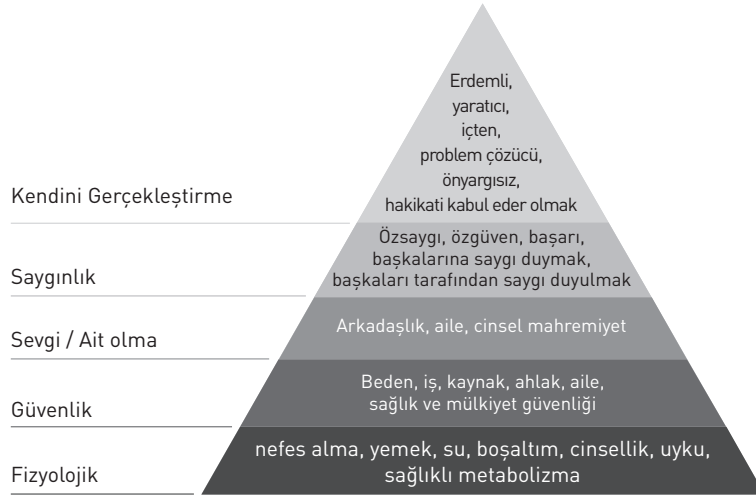 Erdemli,
yaratıcı,
içten,
problem çözücü,
önyargısız,
hakikati kabul eder olmak
Kendini Gerçekleştirme
Özsaygı, özgüven, başarı,
başkalarına saygı duymak,
başkaları tarafından saygı duyulmak
Saygınlık
Arkadaşlık, aile, cinsel mahremiyet
Sevgi / Ait olma
Beden, iş, kaynak, ahlak, aile,
sağlık ve mülkiyet güvenliği
Güvenlik
nefes alma, yemek, su, boşaltım, cinsellik, uyku,
sağlıklı metabolizma
Fizyolojik